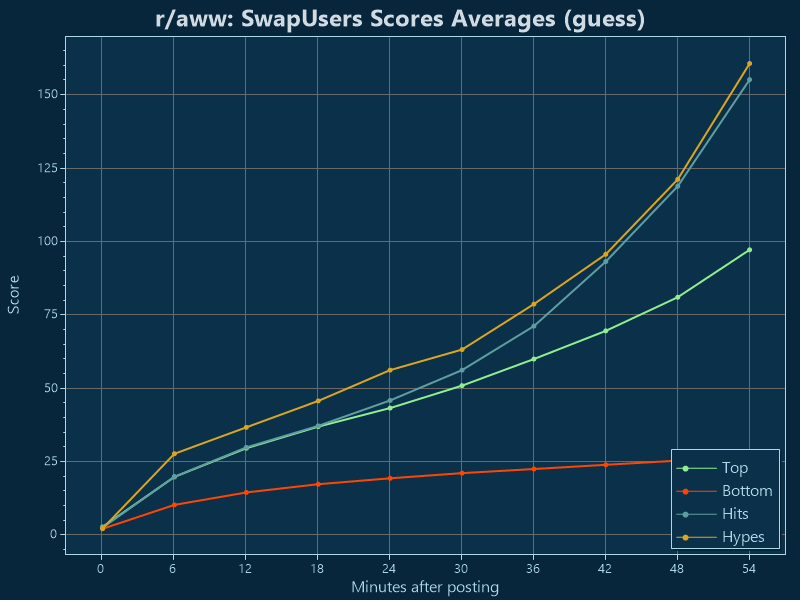 r/aww: SwapUsers Scores Averages (guess)
150
125
100
75
50
25
0
Score
0 6 12 18 24 30 36 42 48 54
Minutes after posting
Top
Bottom
Hits
Hypes